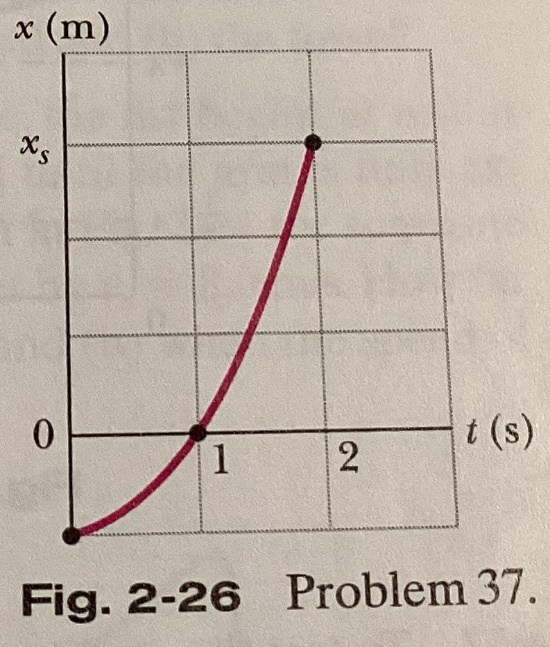 x (m)
xₛ
0
t (s)
1
2
Fig. 2-26 Problem 37.